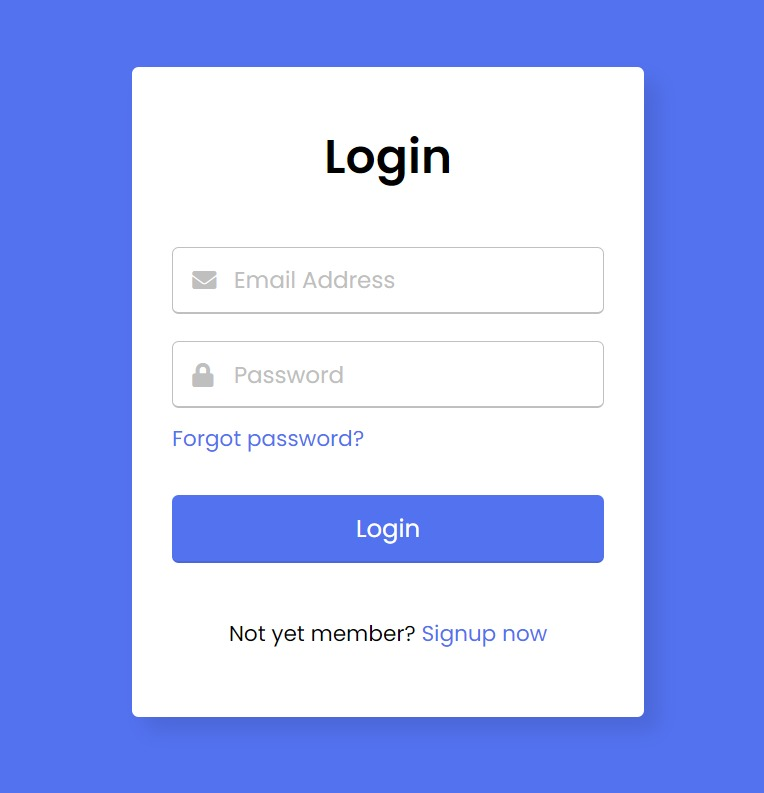 Login
Email Address
Password
Forgot password?
Login
Not yet member? Signup now